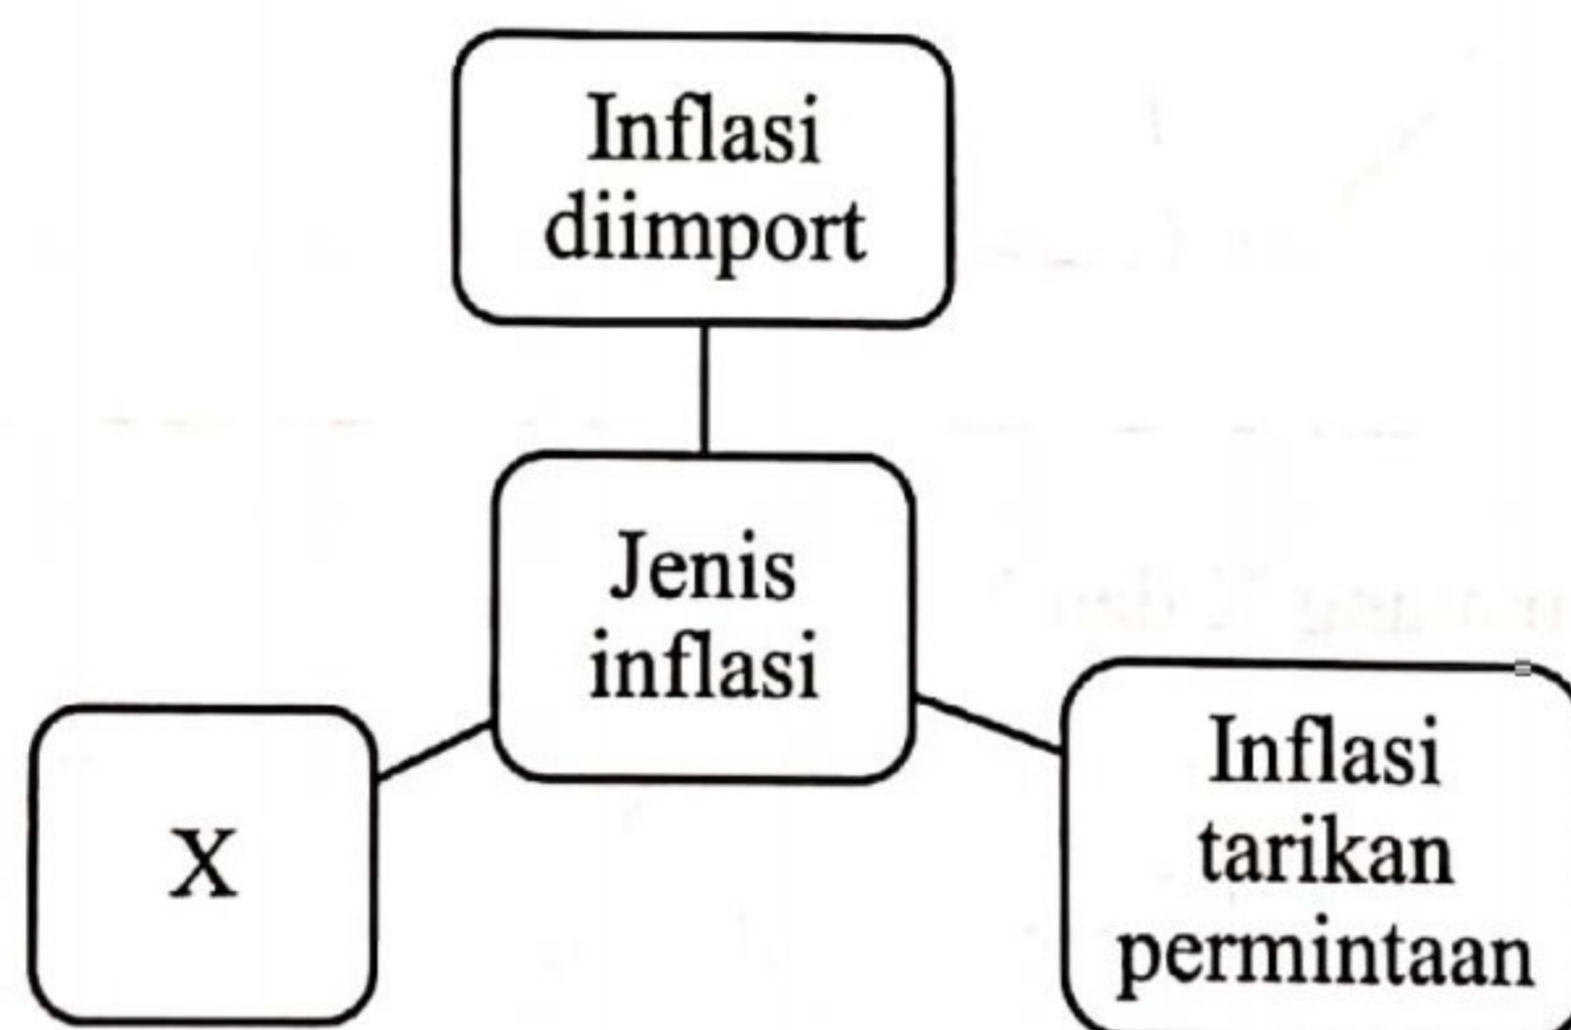 Inflasi
diimport
Jenis
inflasi
X
Inflasi
tarikan
permintaan